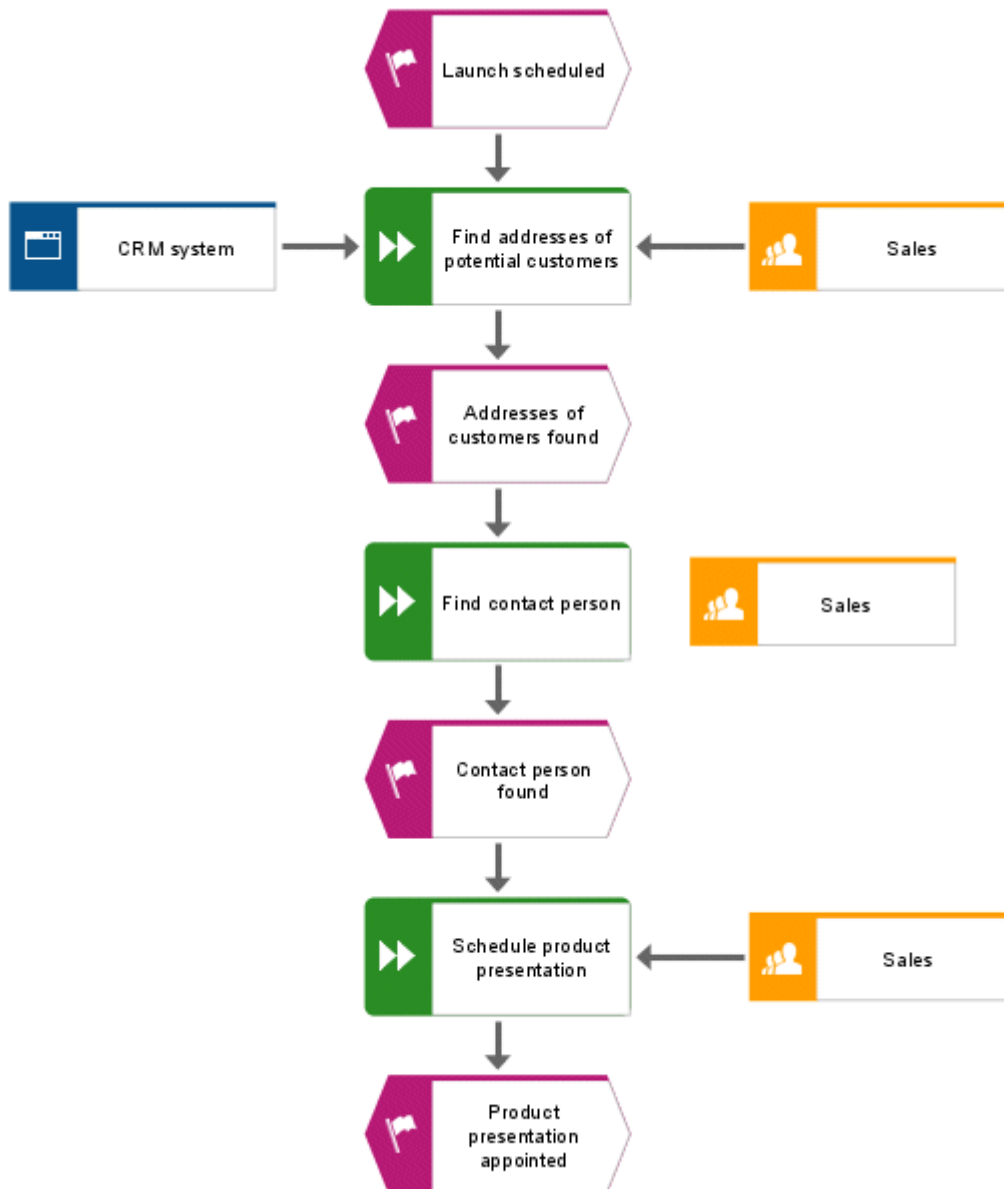 Launch scheduled
CRM system
Find addresses of
potential customers
Sales
Addresses of
customers found
Find contact person
Sales
Contact person
found
Schedule product
presentation
Sales
Product
presentation
appointed